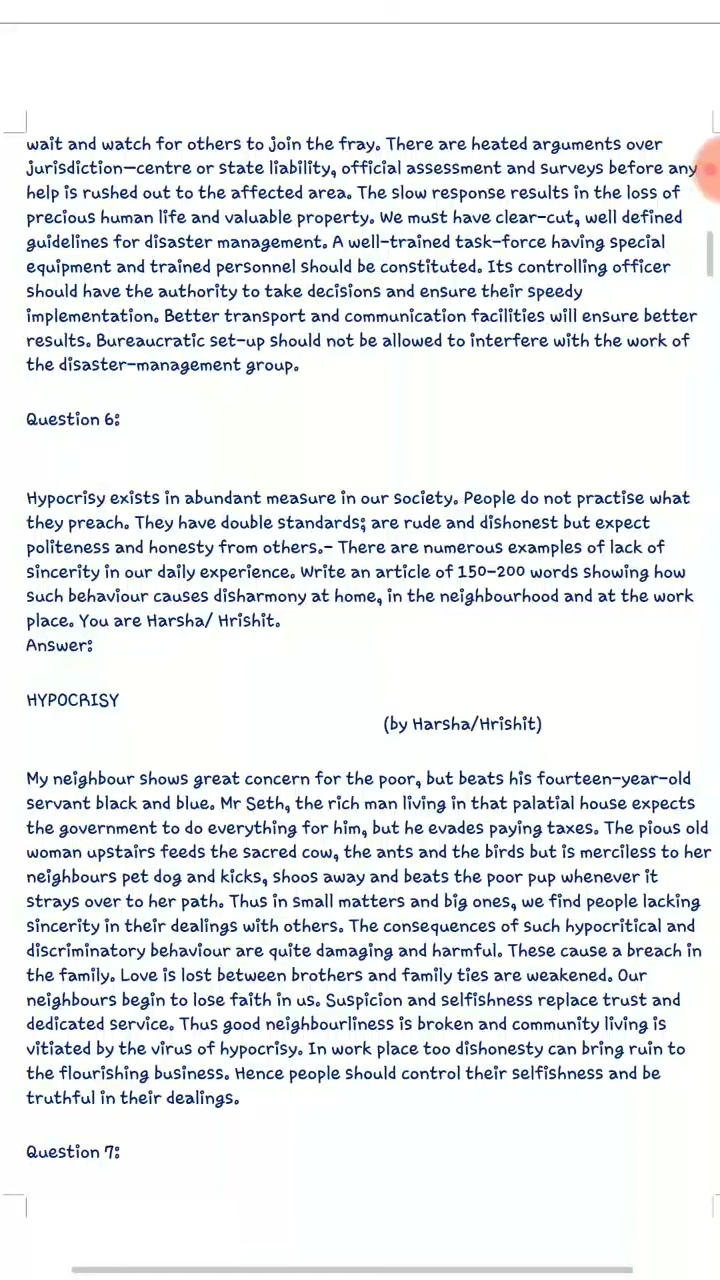 wait and watch for others to join the fray. There are heated arguments over
jurisdiction—centre or state liability, official assessment and surveys before any
help is rushed out to the affected area. The slow response results in the loss of
precious human life and valuable property. We must have clear-cut, well defined
guidelines for disaster management. A well-trained task-force having special
equipment and trained personnel should be constituted. Its controlling officer
should have the authority to take decisions and ensure their speedy
implementation. Better transport and communication facilities will ensure better
results. Bureaucratic set-up should not be allowed to interfere with the work of
the disaster-management group.
Question 6:
Hypocrisy exists in abundant measure in our society. People do not practise what
they preach. They have double standards; are rude and dishonest but expect
politeness and honesty from others.- There are numerous examples of lack of
sincerity in our daily experience. Write an article of 150-200 words showing how
such behaviour causes disharmony at home, in the neighbourhood and at the work
place. You are Harsha/ Hrishit.
Answer:
HYPOCRISY
(by Harsha/Hrishit)
My neighbour shows great concern for the poor, but beats his fourteen-year-old
servant black and blue. Mr Seth, the rich man living in that palatial house expects
the government to do everything for him, but he evades paying taxes. The pious old
woman upstairs feeds the sacred cow, the ants and the birds but is merciless to her
neighbours pet dog and kicks, shoos away and beats the poor pup whenever it
strays over to her path. Thus in small matters and big ones, we find people lacking
sincerity in their dealings with others. The consequences of such hypocritical and
discriminatory behaviour are quite damaging and harmful. These cause a breach in
the family. Love is lost between brothers and family ties are weakened. Our
neighbours begin to lose faith in us. Suspicion and selfishness replace trust and
dedicated service. Thus good neighbourliness is broken and community living is
vitiated by the virus of hypocrisy. In work place too dishonesty can bring ruin to
the flourishing business. Hence people should control their selfishness and be
truthful in their dealings.
Question 7: